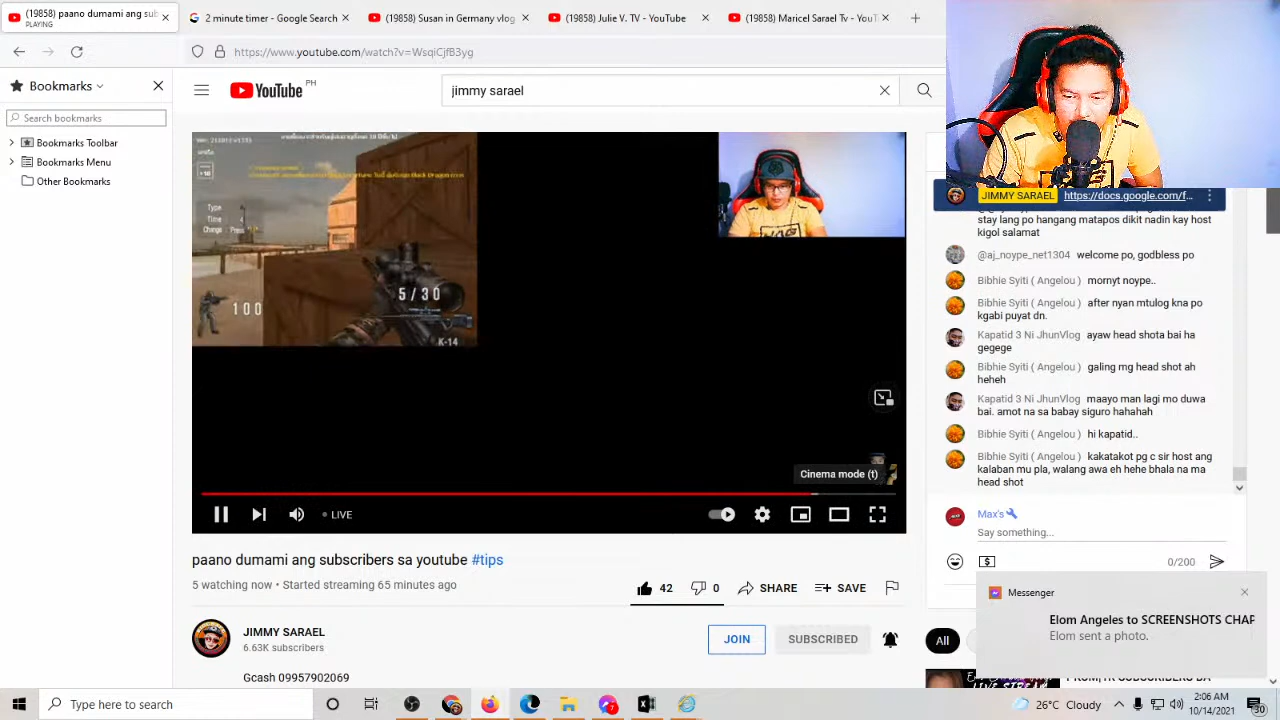 (19858) paano dumami ang sub
PLAYING
2 minute timer - Google Search
(19858) Susan in Germany vlog
(19858) Julie V. TV - YouTube
(19858) Maricel Sarael Tv - YouT
https://www.youtube.com/watch?v=WsqiCjfB3yg
Bookmarks
Search bookmarks
Bookmarks Toolbar
Bookmarks Menu
Other Bookmarks
YouTube PH
jimmy sarael
Type
Time 4
Change : Press
100
5/30
K-14
Cinema mode (t)
LIVE
paano dumami ang subscribers sa youtube #tips
5 watching now • Started streaming 65 minutes ago
42
0
SHARE
SAVE
JIMMY SARAEL
6.63K subscribers
JOIN
SUBSCRIBED
Gcash 09957902069
JIMMY SARAEL https://docs.google.com/f...
stay lang po hangang matapos dikit nadin kay host
kigol salamat
@aj_noype_net1304 welcome po, godbless po
Bibhie Syiti ( Angelou ) mornyt noype..
Bibhie Syiti ( Angelou ) after nyan mtulog kna po
kgabi puyat dn.
Kapatid 3 Ni JhunVlog ayaw head shota bai ha
gegege
Bibhie Syiti ( Angelou ) galing mg head shot ah
heheh
Kapatid 3 Ni JhunVlog maayo man lagi mo duwa
bai. amot na sa babay siguro hahahah
Bibhie Syiti ( Angelou ) hi kapatid..
Bibhie Syiti ( Angelou ) kakatakot pg c sir host ang
kalaban mu pla, walang awa eh hehe bhala na ma
head shot
Max's
Say something...
0/200
Messenger
Elom Angeles to SCREENSHOTS CHAP
Elom sent a photo.
All
Type here to search
26°C Cloudy
2:06 AM
10/14/2021
30